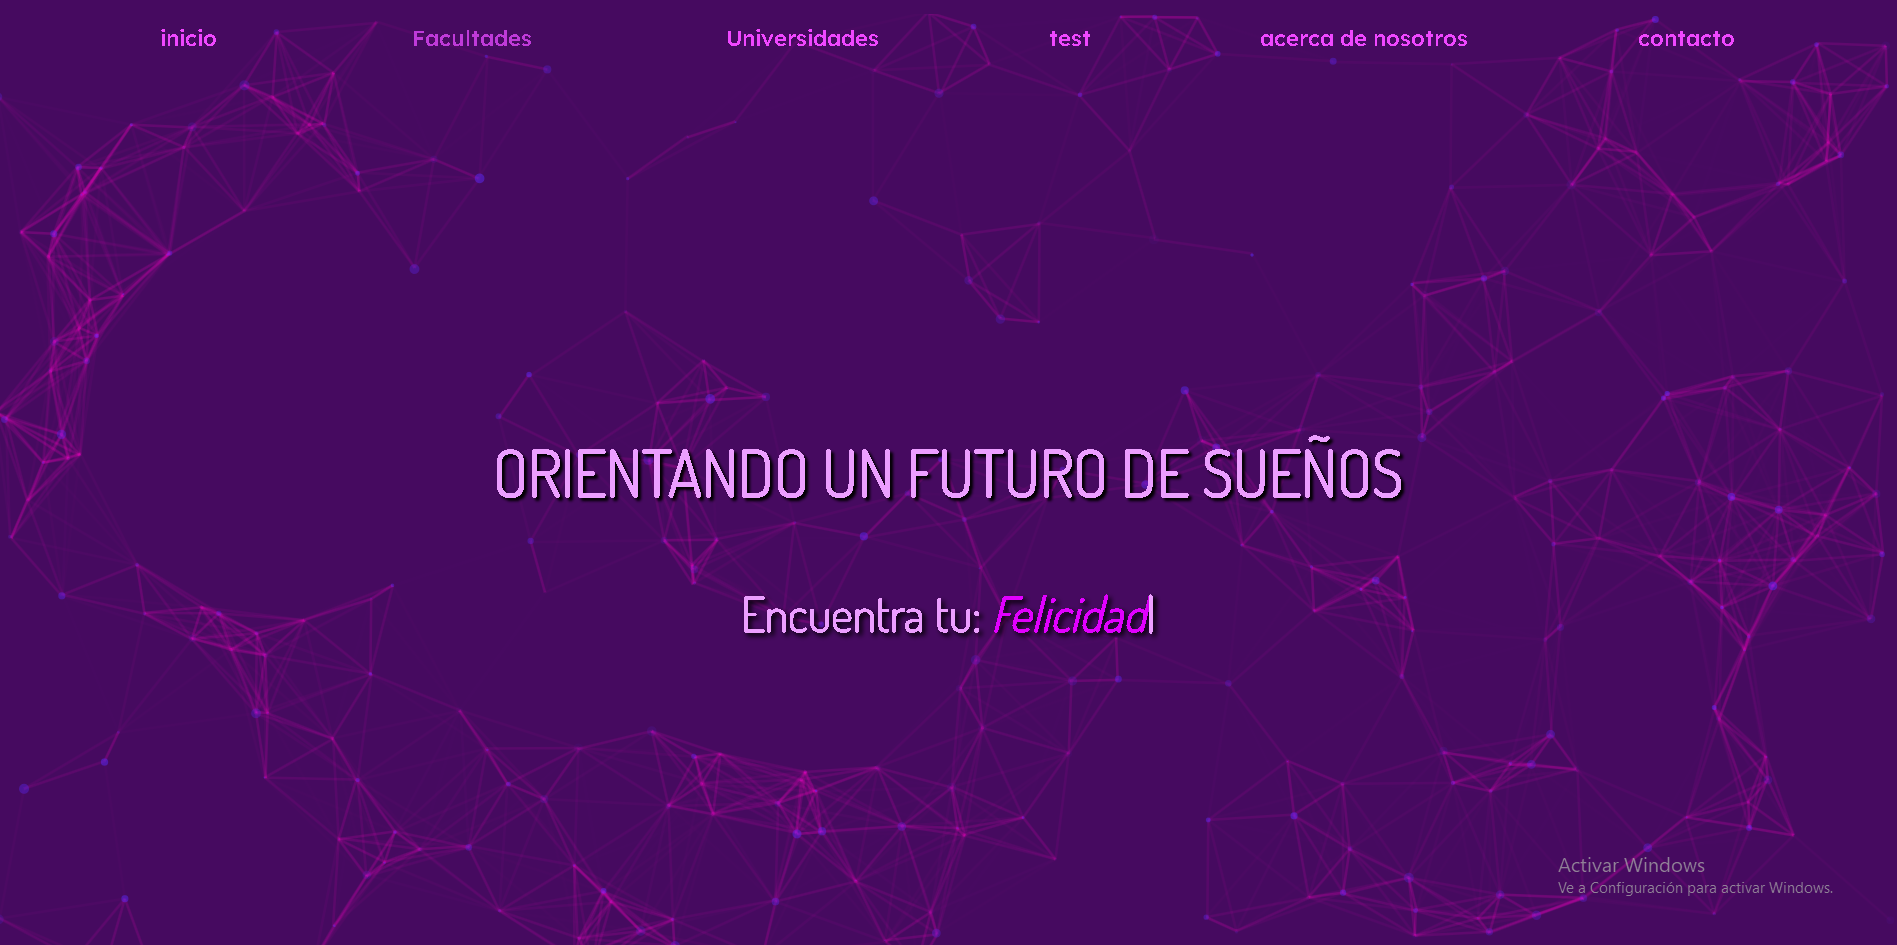 inicio Facultades Universidades test acerca de nosotros contacto
ORIENTANDO UN FUTURO DE SUEÑOS
Encuentra tu: Felicidad|
Activar Windows
Ve a Configuración para activar Windows.